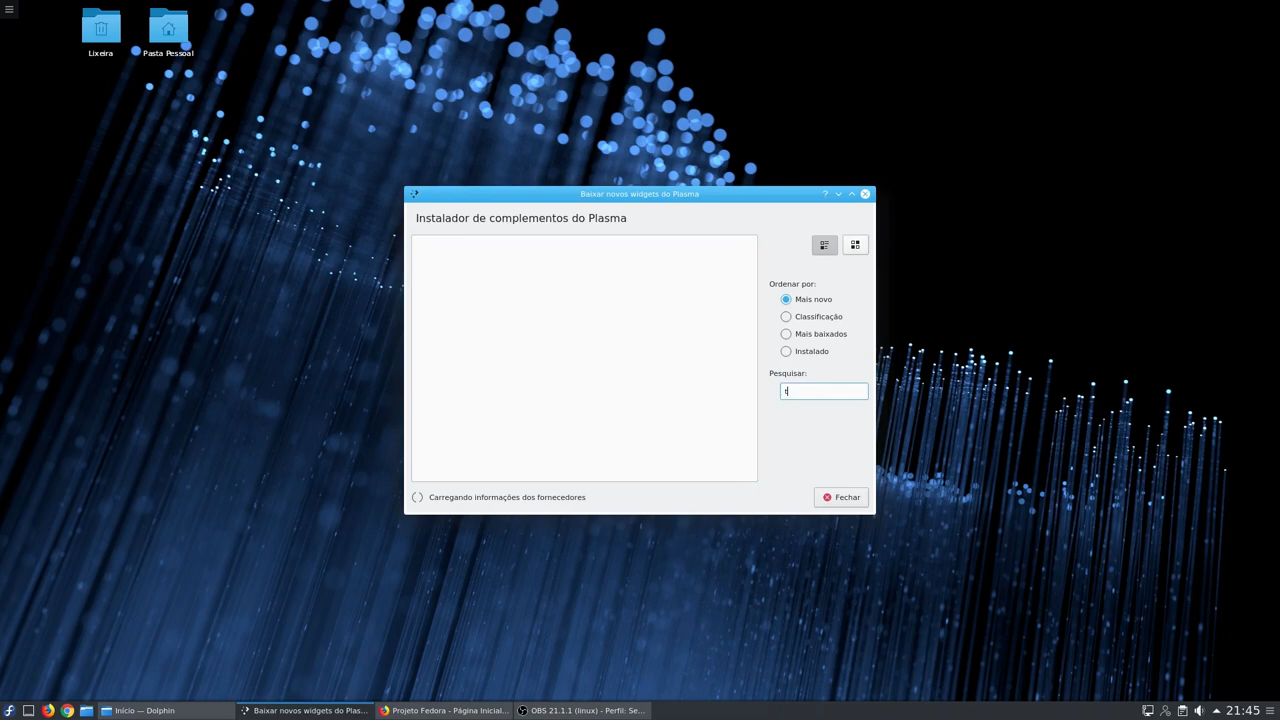 Lixeira
Pasta Pessoal
Baixar novos widgets do Plasma
Instalador de complementos do Plasma
Ordenar por:
Mais novo
Classificação
Mais baixados
Instalado
Pesquisar:
t
Carregando informações dos fornecedores
Fechar
Início — Dolphin
Baixar novos widgets do Plas...
Projeto Fedora - Página Inicial...
OBS 21.1.1 (linux) - Perfil: Se...
21:45